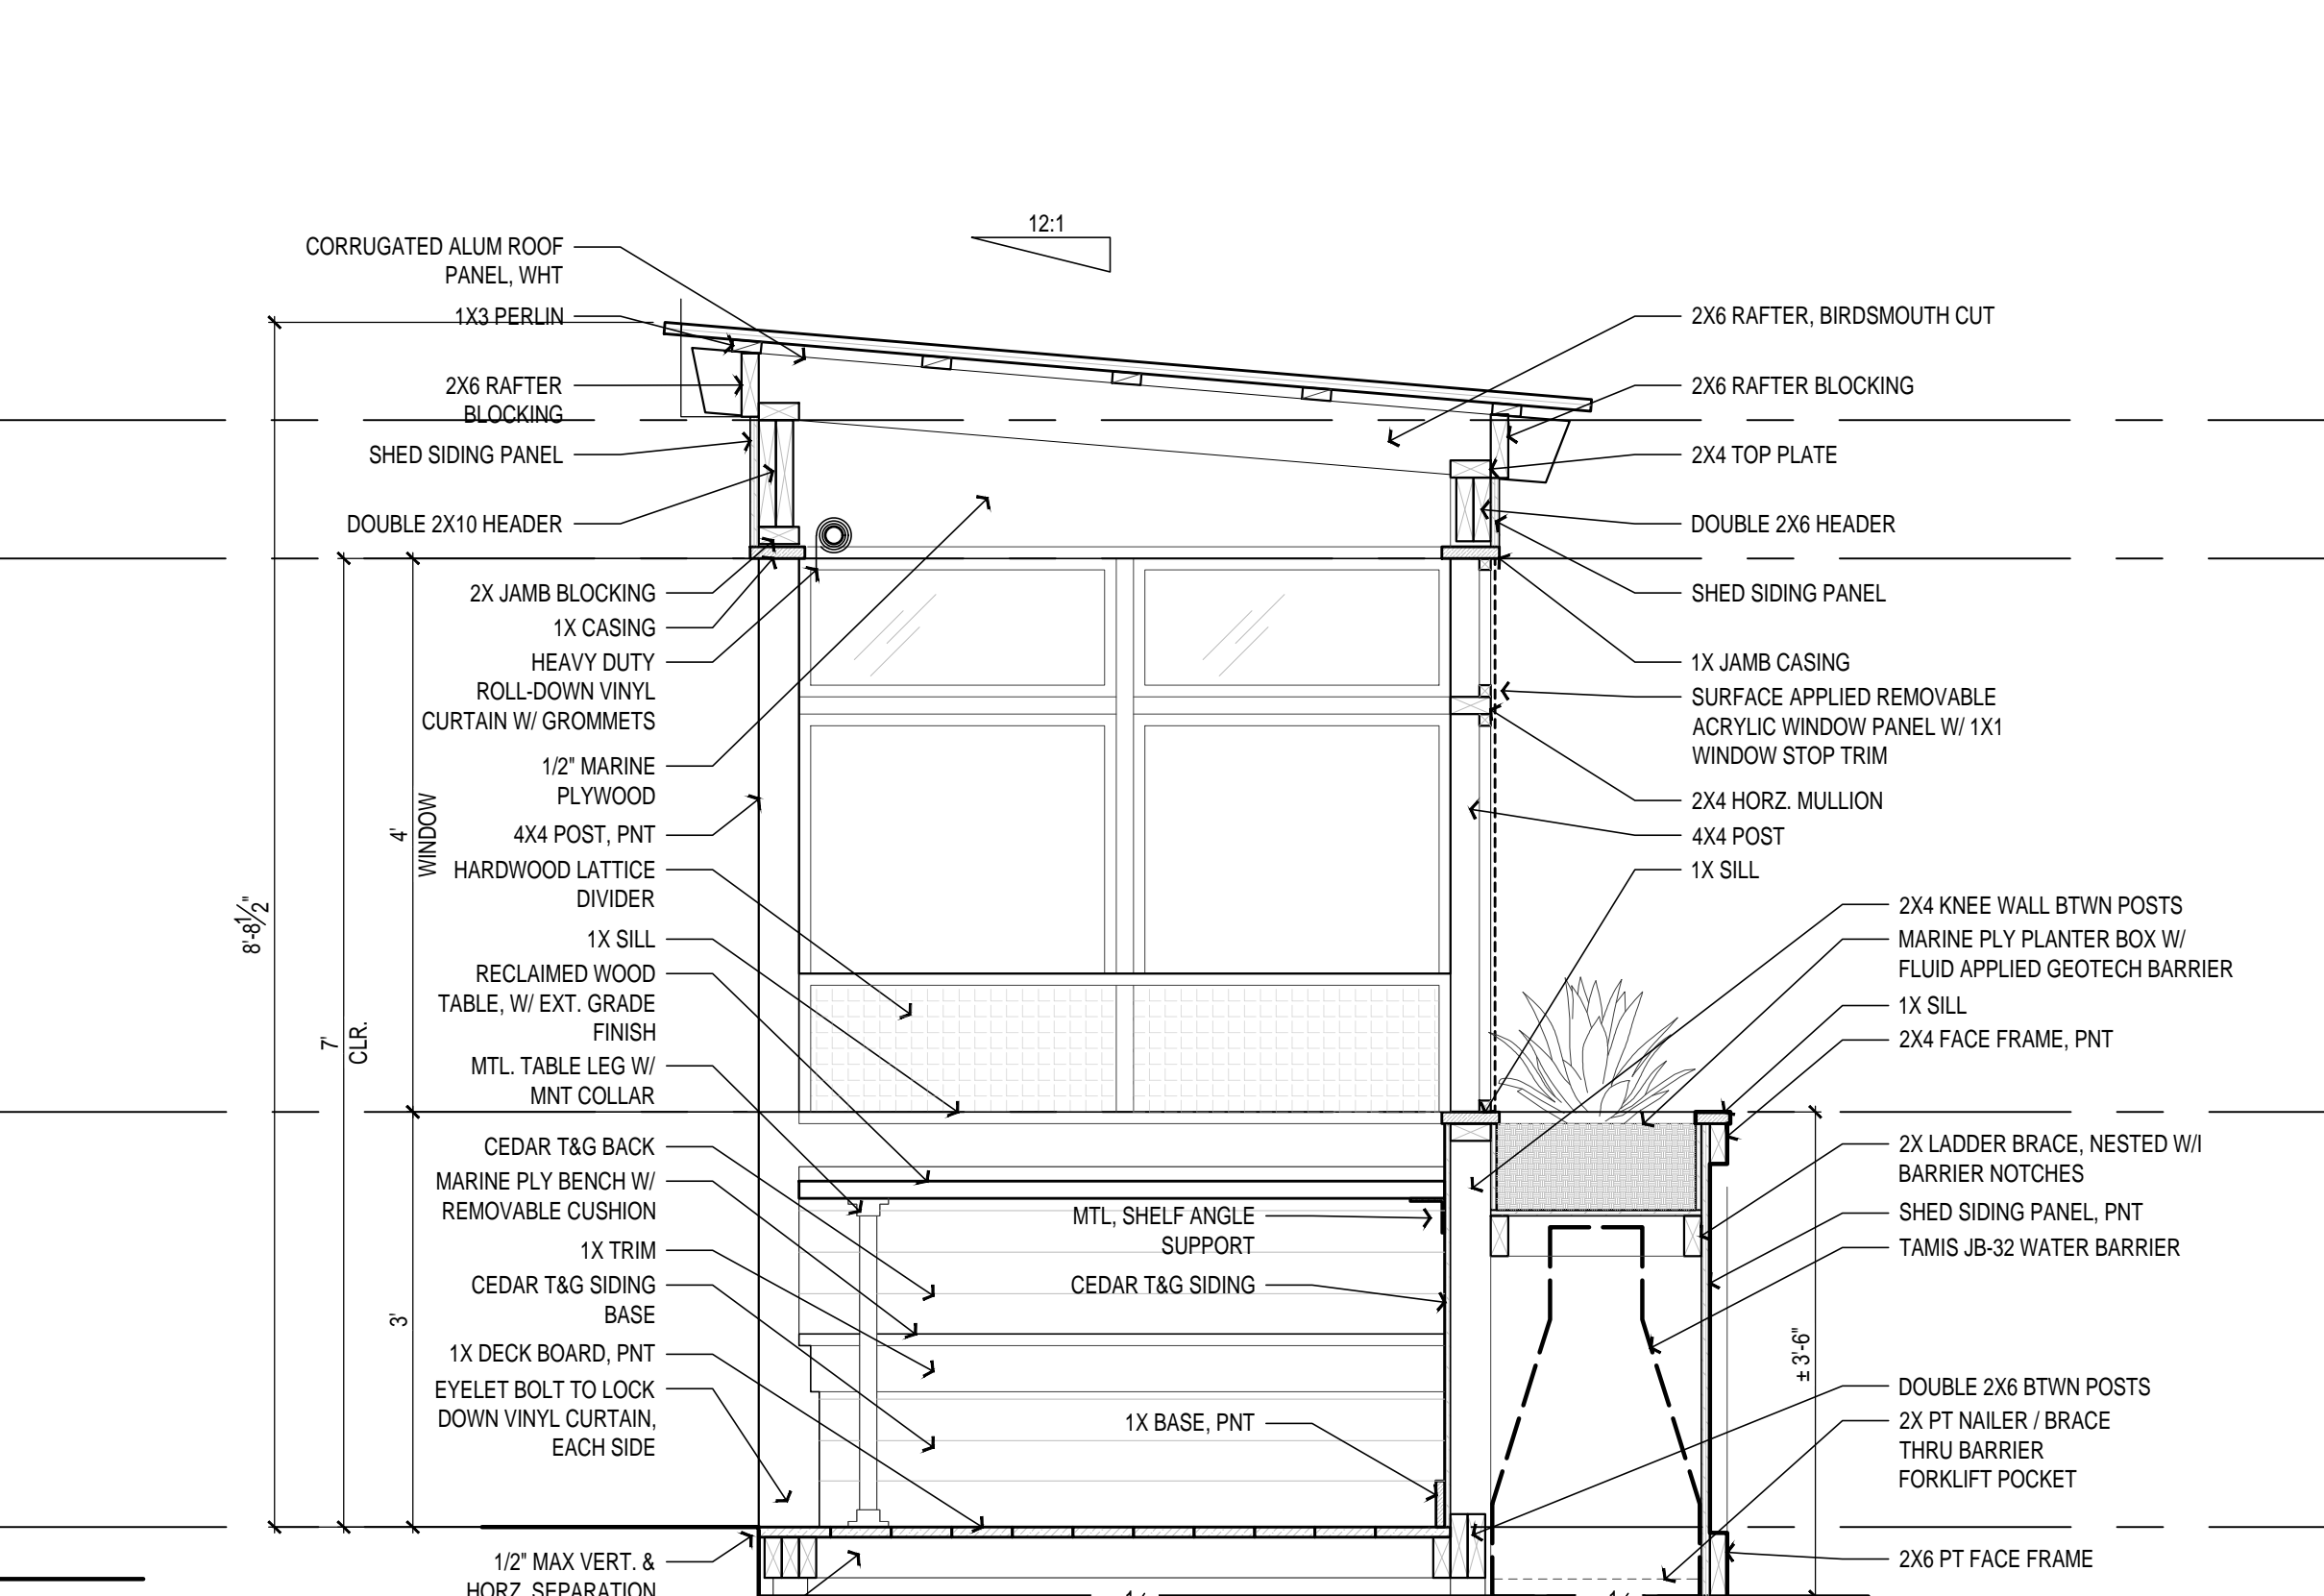 12:1
CORRUGATED ALUM ROOF
PANEL, WHT
1X3 PERLIN
2X6 RAFTER
BLOCKING
SHED SIDING PANEL
DOUBLE 2X10 HEADER
2X JAMB BLOCKING
1X CASING
HEAVY DUTY
ROLL-DOWN VINYL
CURTAIN W/ GROMMETS
1/2" MARINE
PLYWOOD
4X4 POST, PNT
HARDWOOD LATTICE
DIVIDER
1X SILL
RECLAIMED WOOD
TABLE, W/ EXT. GRADE
FINISH
MTL. TABLE LEG W/
MNT COLLAR
CEDAR T&G BACK
MARINE PLY BENCH W/
REMOVABLE CUSHION
1X TRIM
CEDAR T&G SIDING
BASE
1X DECK BOARD, PNT
EYELET BOLT TO LOCK
DOWN VINYL CURTAIN,
EACH SIDE
1/2" MAX VERT. &
HORZ. SEPARATION
8'-8½"
7'
CLR.
4'
WINDOW
3'
MTL, SHELF ANGLE
SUPPORT
CEDAR T&G SIDING
1X BASE, PNT
2X6 RAFTER, BIRDSMOUTH CUT
2X6 RAFTER BLOCKING
2X4 TOP PLATE
DOUBLE 2X6 HEADER
SHED SIDING PANEL
1X JAMB CASING
SURFACE APPLIED REMOVABLE
ACRYLIC WINDOW PANEL W/ 1X1
WINDOW STOP TRIM
2X4 HORZ. MULLION
4X4 POST
1X SILL
2X4 KNEE WALL BTWN POSTS
MARINE PLY PLANTER BOX W/
FLUID APPLIED GEOTECH BARRIER
1X SILL
2X4 FACE FRAME, PNT
2X LADDER BRACE, NESTED W/I
BARRIER NOTCHES
SHED SIDING PANEL, PNT
TAMIS JB-32 WATER BARRIER
± 3'-6"
DOUBLE 2X6 BTWN POSTS
2X PT NAILER / BRACE
THRU BARRIER
FORKLIFT POCKET
2X6 PT FACE FRAME